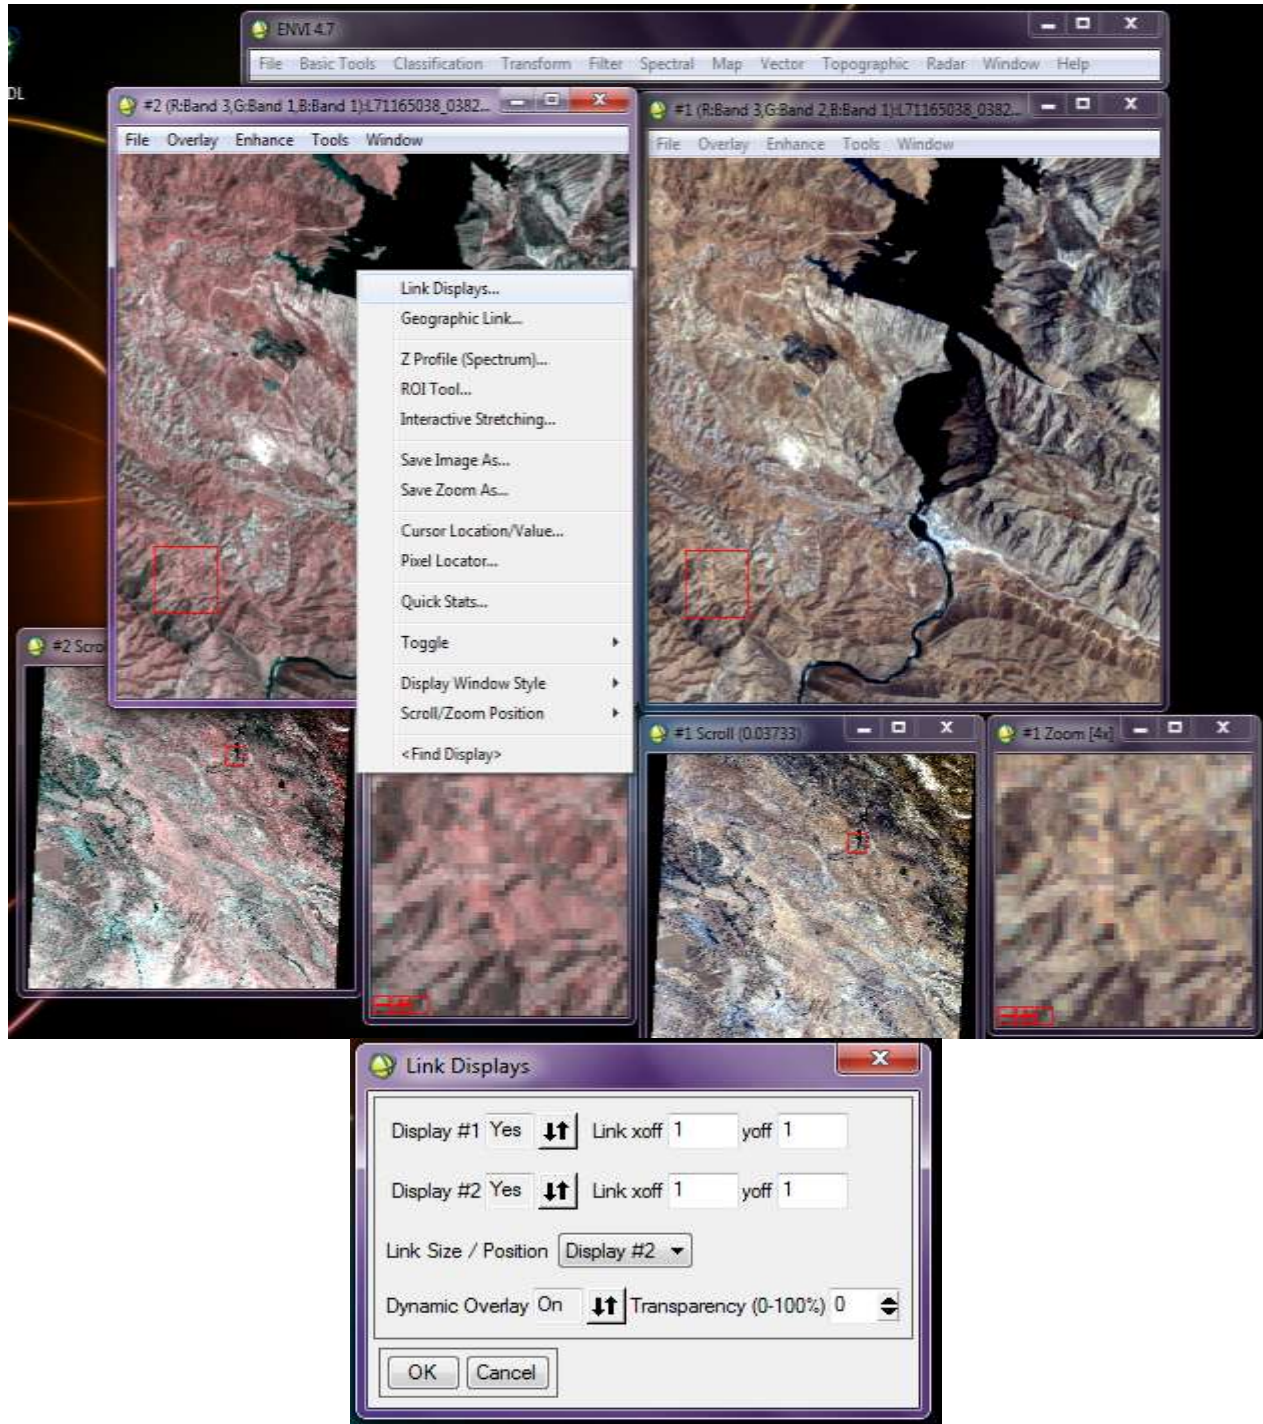 DL
ENVI 4.7
File Basic Tools Classification Transform Filter Spectral Map Vector Topographic Radar Window Help
#2 (R:Band 3,G:Band 1,B:Band 1):L71165038_0382...
File Overlay Enhance Tools Window
#1 (R:Band 3,G:Band 2,B:Band 1):L71165038_0382...
File Overlay Enhance Tools Window
Link Displays...
Geographic Link...
Z Profile (Spectrum)...
ROI Tool...
Interactive Stretching...
Save Image As...
Save Zoom As...
Cursor Location/Value...
Pixel Locator...
Quick Stats...
Toggle
Display Window Style
Scroll/Zoom Position
<Find Display>
#2 Scro
#1 Scroll (0.03733)
#1 Zoom [4x]
Link Displays
Display #1 Yes Link xoff 1 yoff 1
Display #2 Yes Link xoff 1 yoff 1
Link Size / Position Display #2
Dynamic Overlay On Transparency (0-100%) 0
OK Cancel